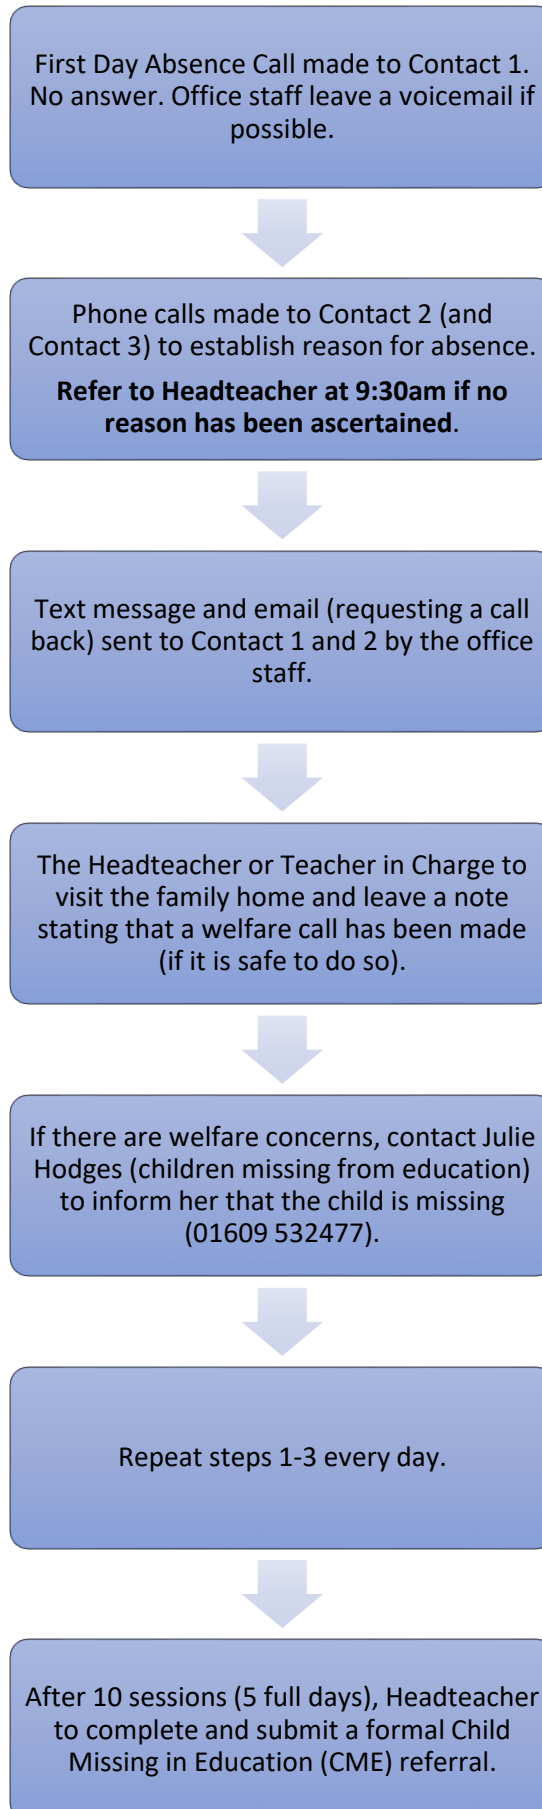 First Day Absence Call made to Contact 1.
No answer. Office staff leave a voicemail if
possible.
Phone calls made to Contact 2 (and
Contact 3) to establish reason for absence.
Refer to Headteacher at 9:30am if no
reason has been ascertained.
Text message and email (requesting a call
back) sent to Contact 1 and 2 by the office
staff.
The Headteacher or Teacher in Charge to
visit the family home and leave a note
stating that a welfare call has been made
(if it is safe to do so).
If there are welfare concerns, contact Julie
Hodges (children missing from education)
to inform her that the child is missing
(01609 532477).
Repeat steps 1-3 every day.
After 10 sessions (5 full days), Headteacher
to complete and submit a formal Child
Missing in Education (CME) referral.